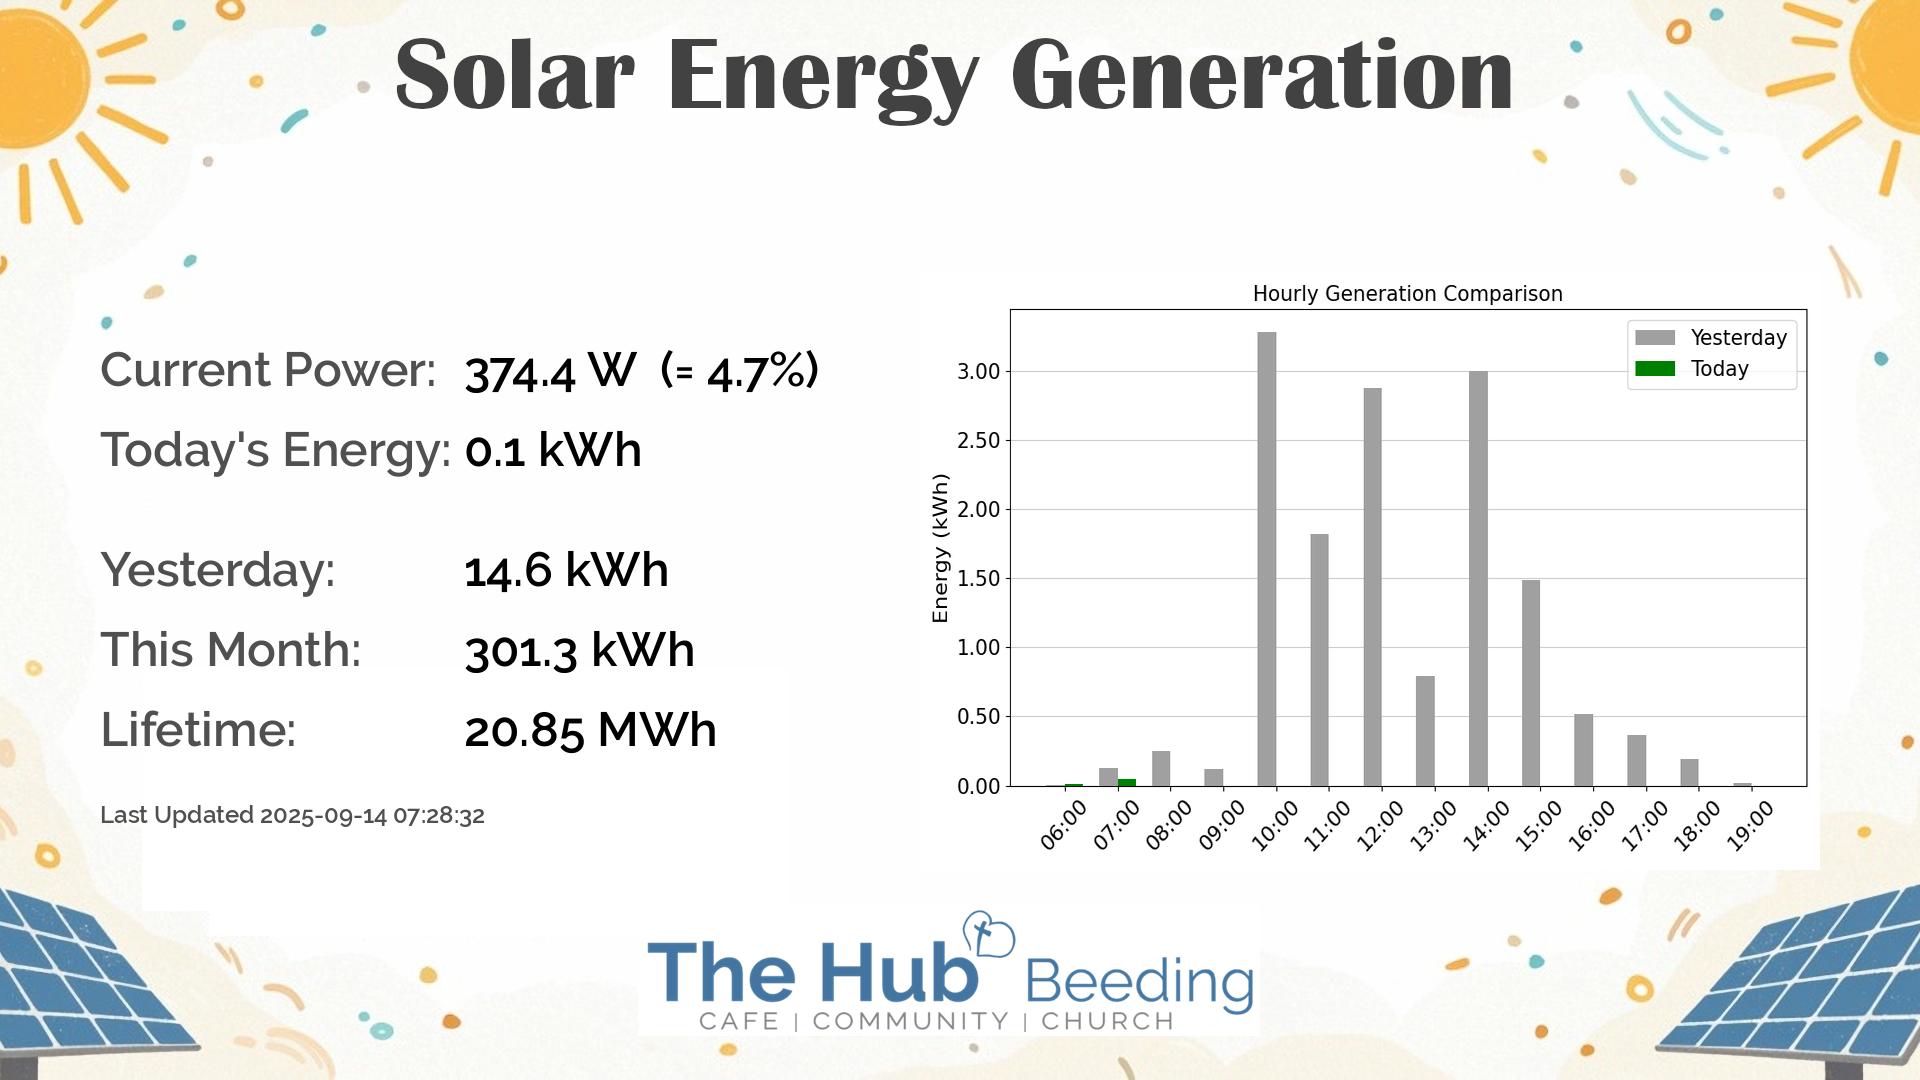 Solar Energy Generation
Current Power: 374.4 W (= 4.7%)
Today's Energy: 0.1 kWh
Yesterday: 14.6 kWh
This Month: 301.3 kWh
Lifetime: 20.85 MWh
Last Updated 2025-09-14 07:28:32
Hourly Generation Comparison
Yesterday
Today
Energy (kWh)
3.00
2.50
2.00
1.50
1.00
0.50
0.00
06:00 07:00 08:00 09:00 10:00 11:00 12:00 13:00 14:00 15:00 16:00 17:00 18:00 19:00
The Hub Beeding
CAFE | COMMUNITY | CHURCH